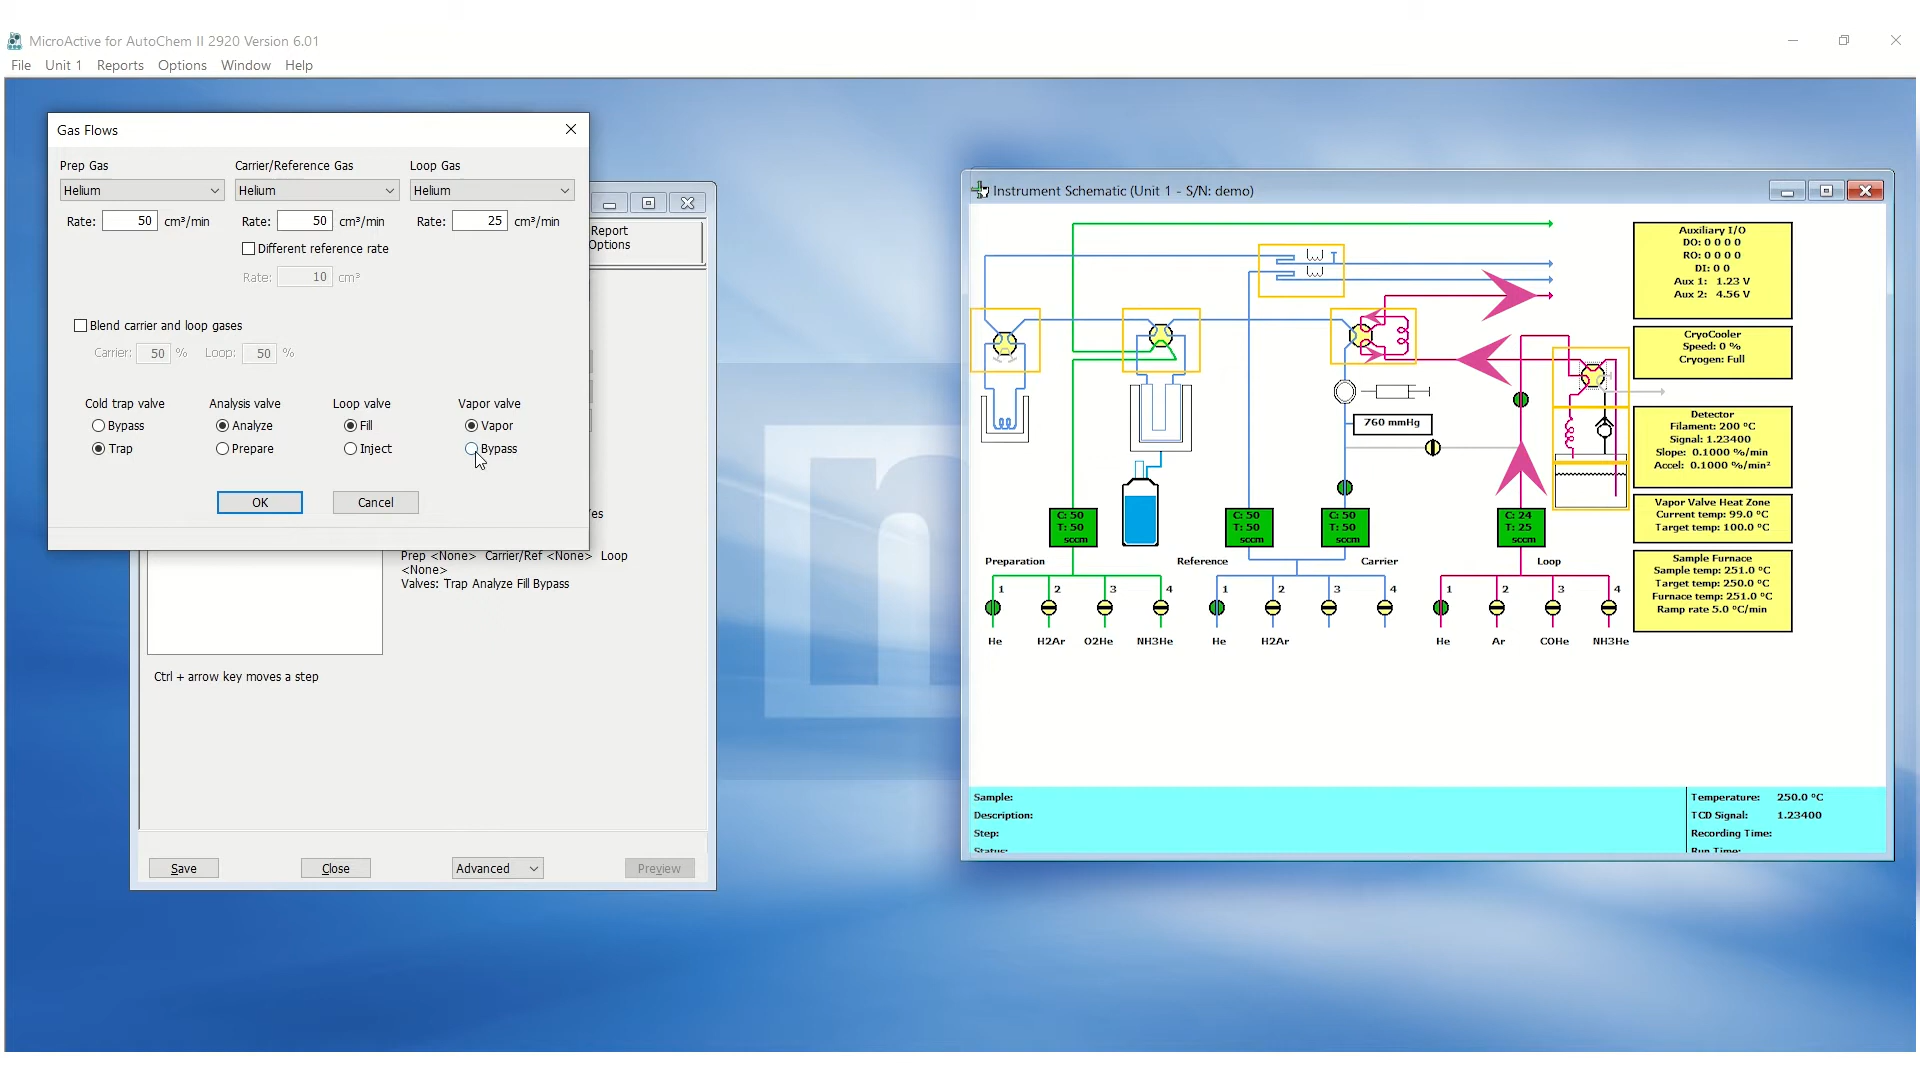 MicroActive for AutoChem II 2920 Version 6.01
File Unit 1 Reports Options Window Help
Gas Flows
Prep Gas Carrier/Reference Gas Loop Gas
Helium Helium Helium
Rate: 50 cm³/min Rate: 50 cm³/min Rate: 25 cm³/min
Different reference rate
Rate: 10 cm³
Blend carrier and loop gases
Carrier: 50 % Loop: 50 %
Cold trap valve Analysis valve Loop valve Vapor valve
Bypass Analyze Fill Vapor
Trap Prepare Inject Bypass
OK Cancel
Report
Options
es
Prep <None> Carrier/Ref <None> Loop
<None>
Valves: Trap Analyze Fill Bypass
Ctrl + arrow key moves a step
Save Close Advanced Preview
Instrument Schematic (Unit 1 - S/N: demo)
T
760 mmHg
C: 50
T: 50
sccm
C: 50
T: 50
sccm
C: 50
T: 50
sccm
C: 24
T: 25
sccm
Preparation Reference Carrier Loop
1 2 3 4 1 2 3 4 1 2 3 4
He H2Ar O2He NH3He He H2Ar He Ar COHe NH3He
Auxiliary I/O
DO: 0 0 0 0
RO: 0 0 0 0
DI: 0 0
Aux 1: 1.23 V
Aux 2: 4.56 V
CryoCooler
Speed: 0 %
Cryogen: Full
Detector
Filament: 200 °C
Signal: 1.23400
Slope: 0.1000 %/min
Accel: 0.1000 %/min²
Vapor Valve Heat Zone
Current temp: 99.0 °C
Target temp: 100.0 °C
Sample Furnace
Sample temp: 251.0 °C
Target temp: 250.0 °C
Furnace temp: 251.0 °C
Ramp rate 5.0 °C/min
Sample:
Description:
Step:
Status:
Temperature: 250.0 °C
TCD Signal: 1.23400
Recording Time:
Run Time: